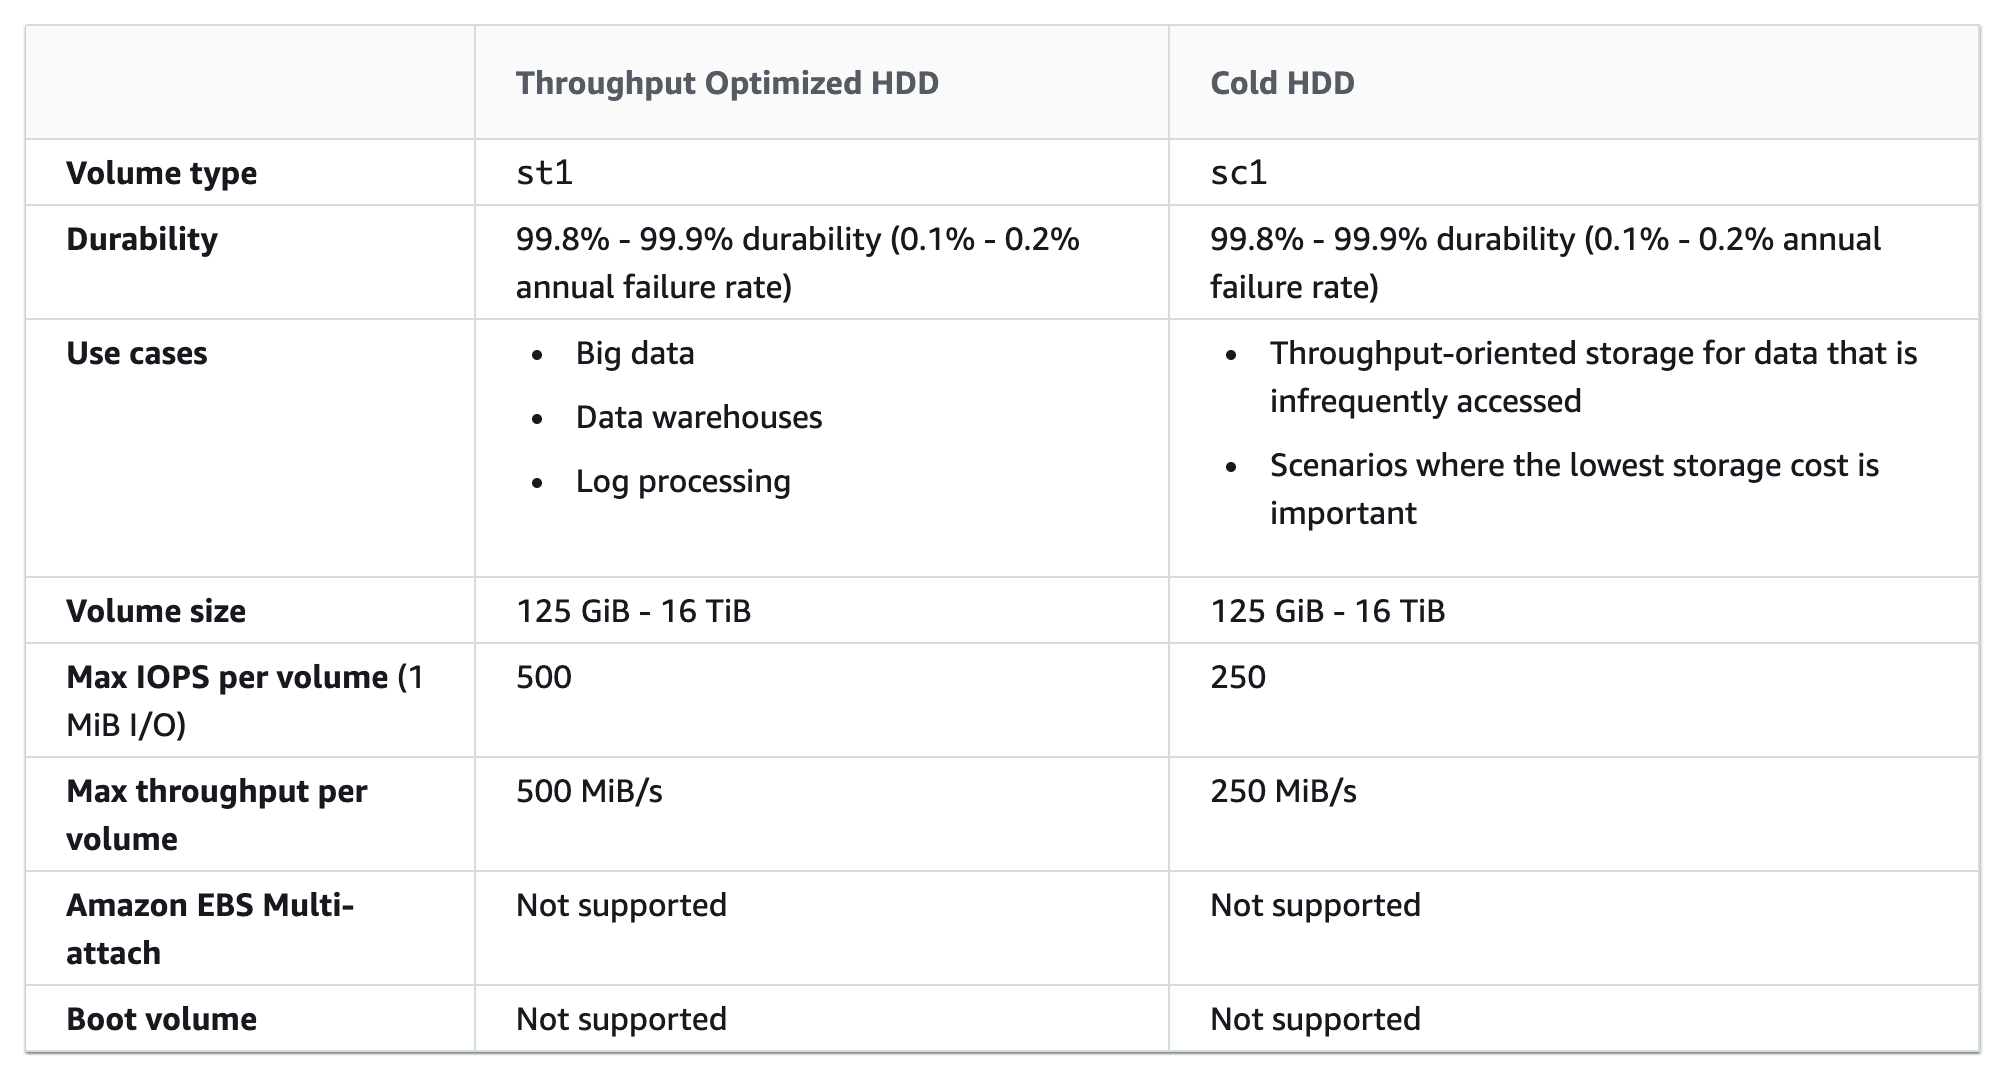 Throughput Optimized HDD
Cold HDD
Volume type
st1
sc1
Durability
99.8% - 99.9% durability (0.1% - 0.2%
annual failure rate)
99.8% - 99.9% durability (0.1% - 0.2% annual
failure rate)
Use cases
• Big data
• Data warehouses
• Log processing
• Throughput-oriented storage for data that is
infrequently accessed
• Scenarios where the lowest storage cost is
important
Volume size
125 GiB - 16 TiB
125 GiB - 16 TiB
Max IOPS per volume (1
MiB I/O)
500
250
Max throughput per
volume
500 MiB/s
250 MiB/s
Amazon EBS Multi-
attach
Not supported
Not supported
Boot volume
Not supported
Not supported